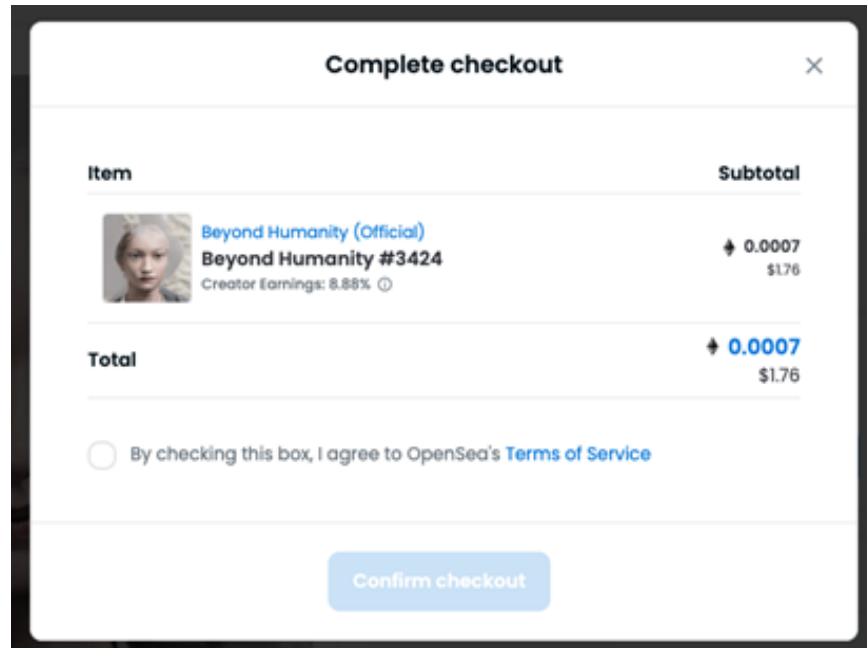 Complete checkout
Item Subtotal
Beyond Humanity (Official)
Beyond Humanity #3424
Creator Earnings: 8.88%
0.0007
$1.76
Total
0.0007
$1.76
By checking this box, I agree to OpenSea's Terms of Service
Confirm checkout